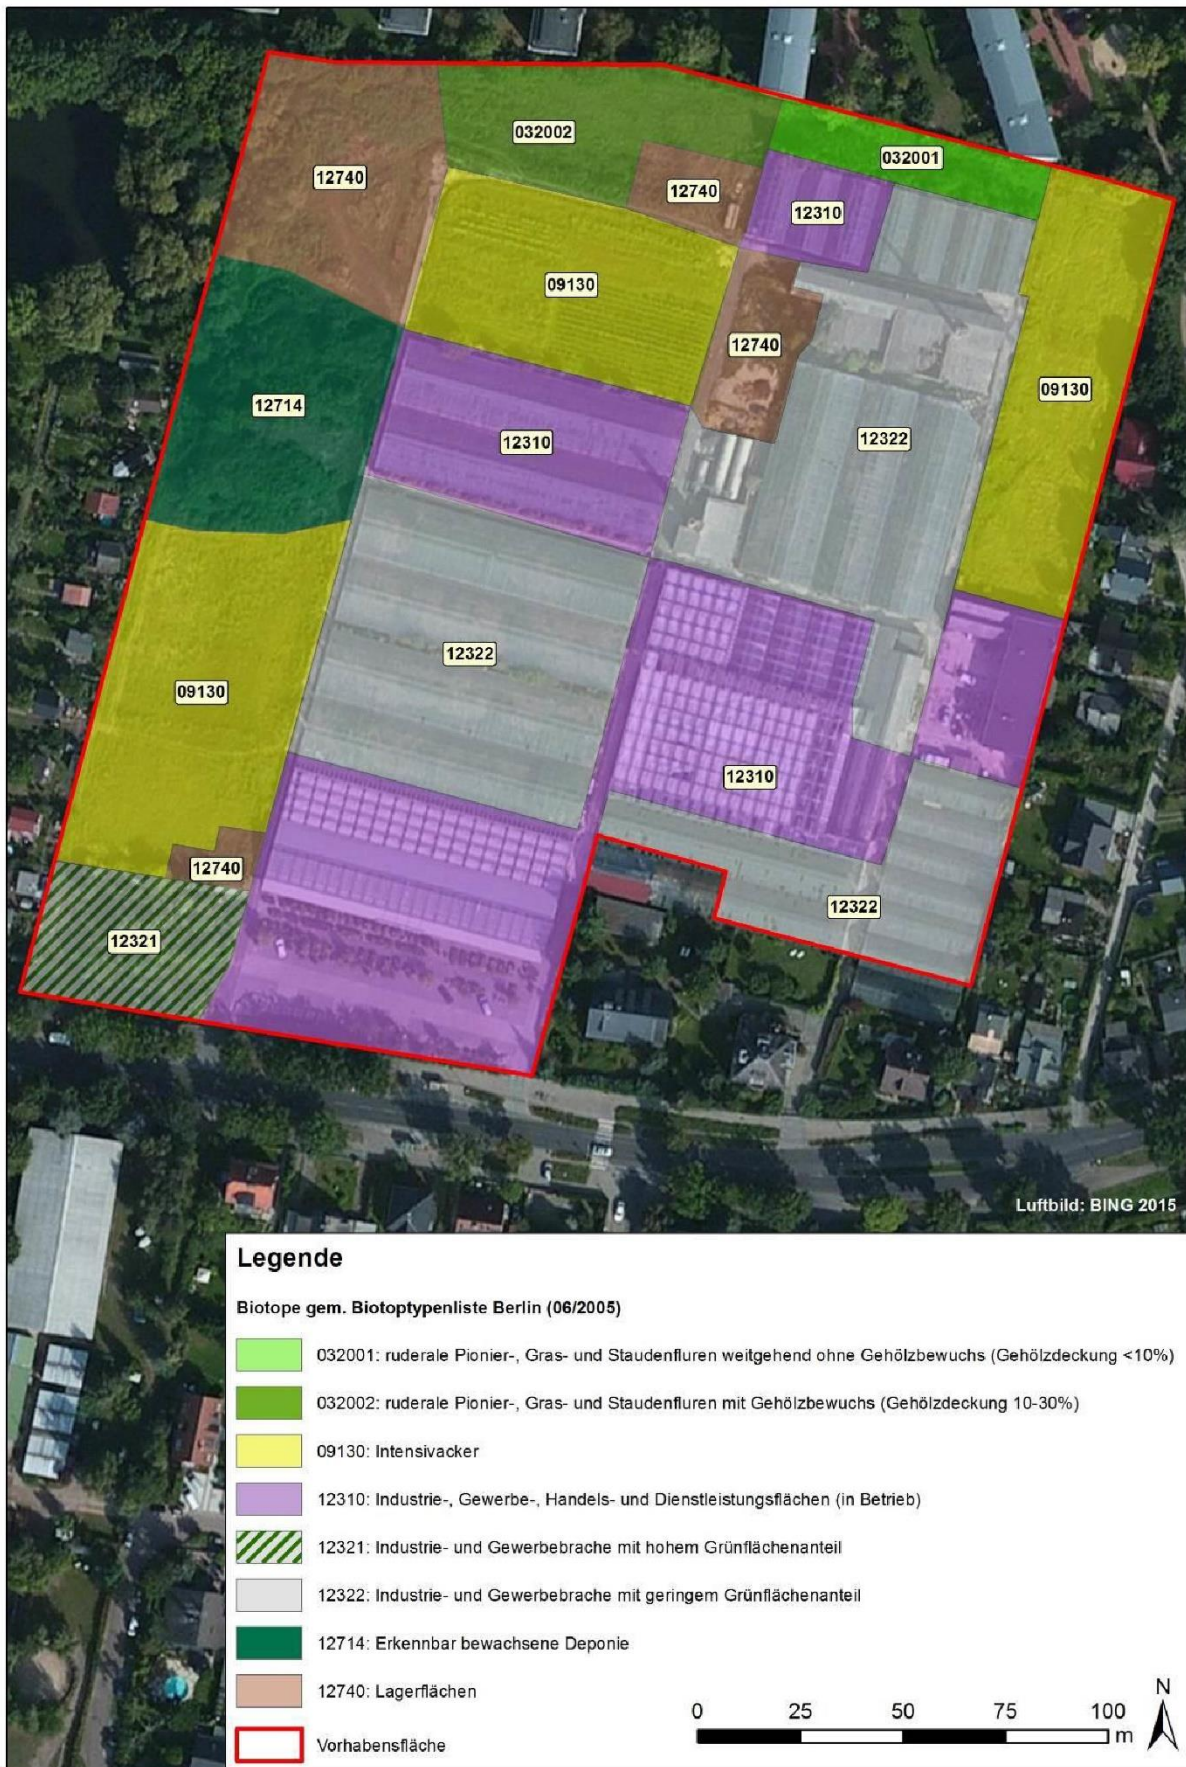 032002
032001
12740
12740
12310
09130
12740
09130
12714
12310
12322
12322
09130
12310
12740
12322
12321
Luftbild: BING 2015
Legende
Biotope gem. Biotoptypenliste Berlin (06/2005)
032001: ruderale Pionier-, Gras- und Staudenfluren weitgehend ohne Gehölzbewuchs (Gehölzdeckung <10%)
032002: ruderale Pionier-, Gras- und Staudenfluren mit Gehölzbewuchs (Gehölzdeckung 10-30%)
09130: Intensivacker
12310: Industrie-, Gewerbe-, Handels- und Dienstleistungsflächen (in Betrieb)
12321: Industrie- und Gewerbebrache mit hohem Grünflächenanteil
12322: Industrie- und Gewerbebrache mit geringem Grünflächenanteil
12714: Erkennbar bewachsene Deponie
12740: Lagerflächen
Vorhabensfläche
0 25 50 75 100
m
N